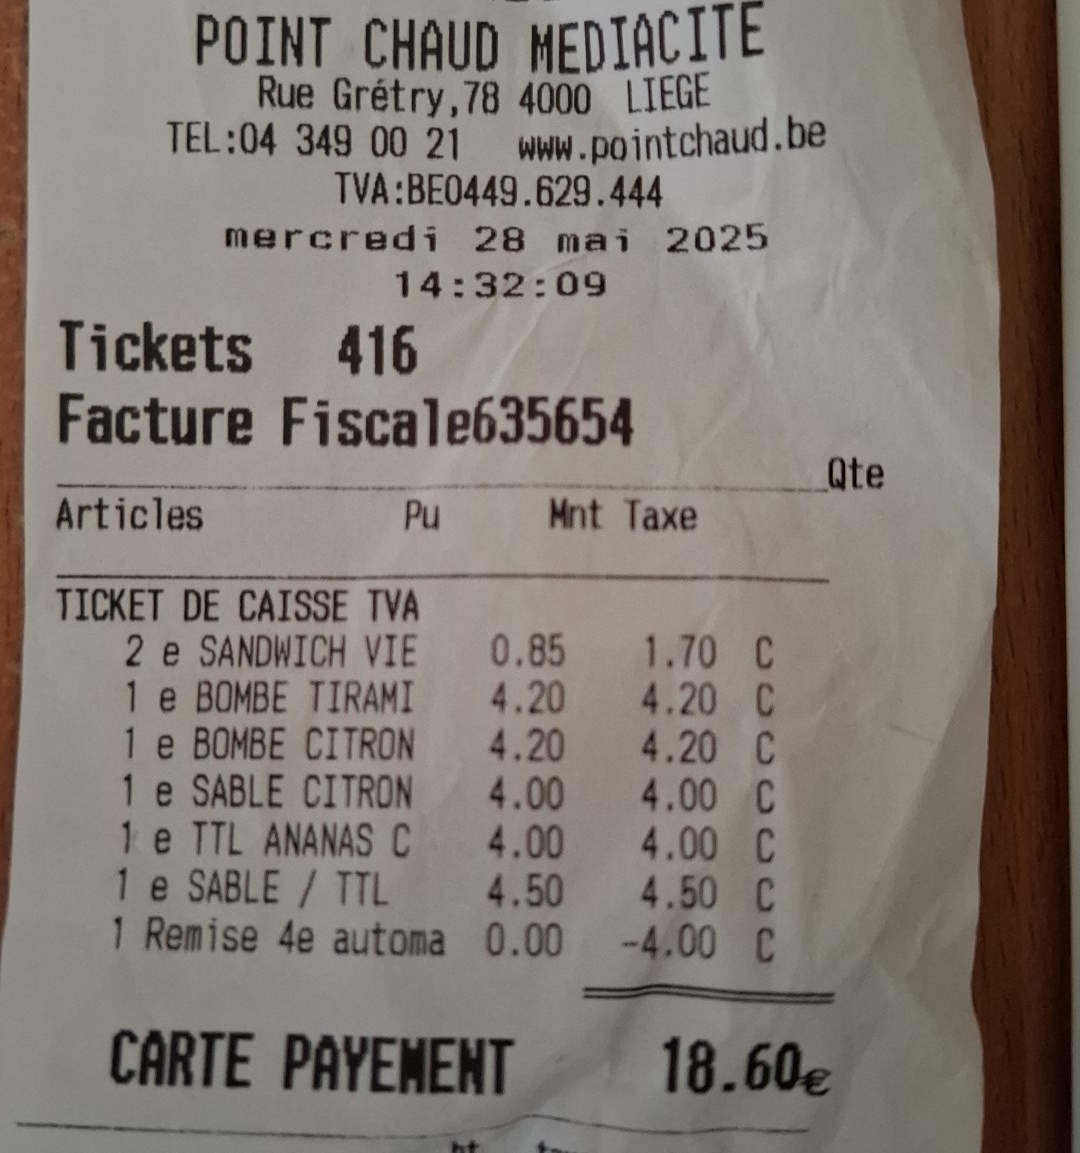 POINT CHAUD MEDIACITE
Rue Grétry,78 4000 LIEGE
TEL:04 349 00 21 www.pointchaud.be
TVA:BE0449.629.444
mercredi 28 mai 2025
14:32:09
Tickets 416
Facture Fiscale635654
Qte
Articles Pu Mnt Taxe
TICKET DE CAISSE TVA
2 e SANDWICH VIE 0.85 1.70 C
1 e BOMBE TIRAMI 4.20 4.20 C
1 e BOMBE CITRON 4.20 4.20 C
1 e SABLE CITRON 4.00 4.00 C
1 e TTL ANANAS C 4.00 4.00 C
1 e SABLE / TTL 4.50 4.50 C
1 Remise 4e automa 0.00 -4.00 C
CARTE PAYEMENT 18.60€